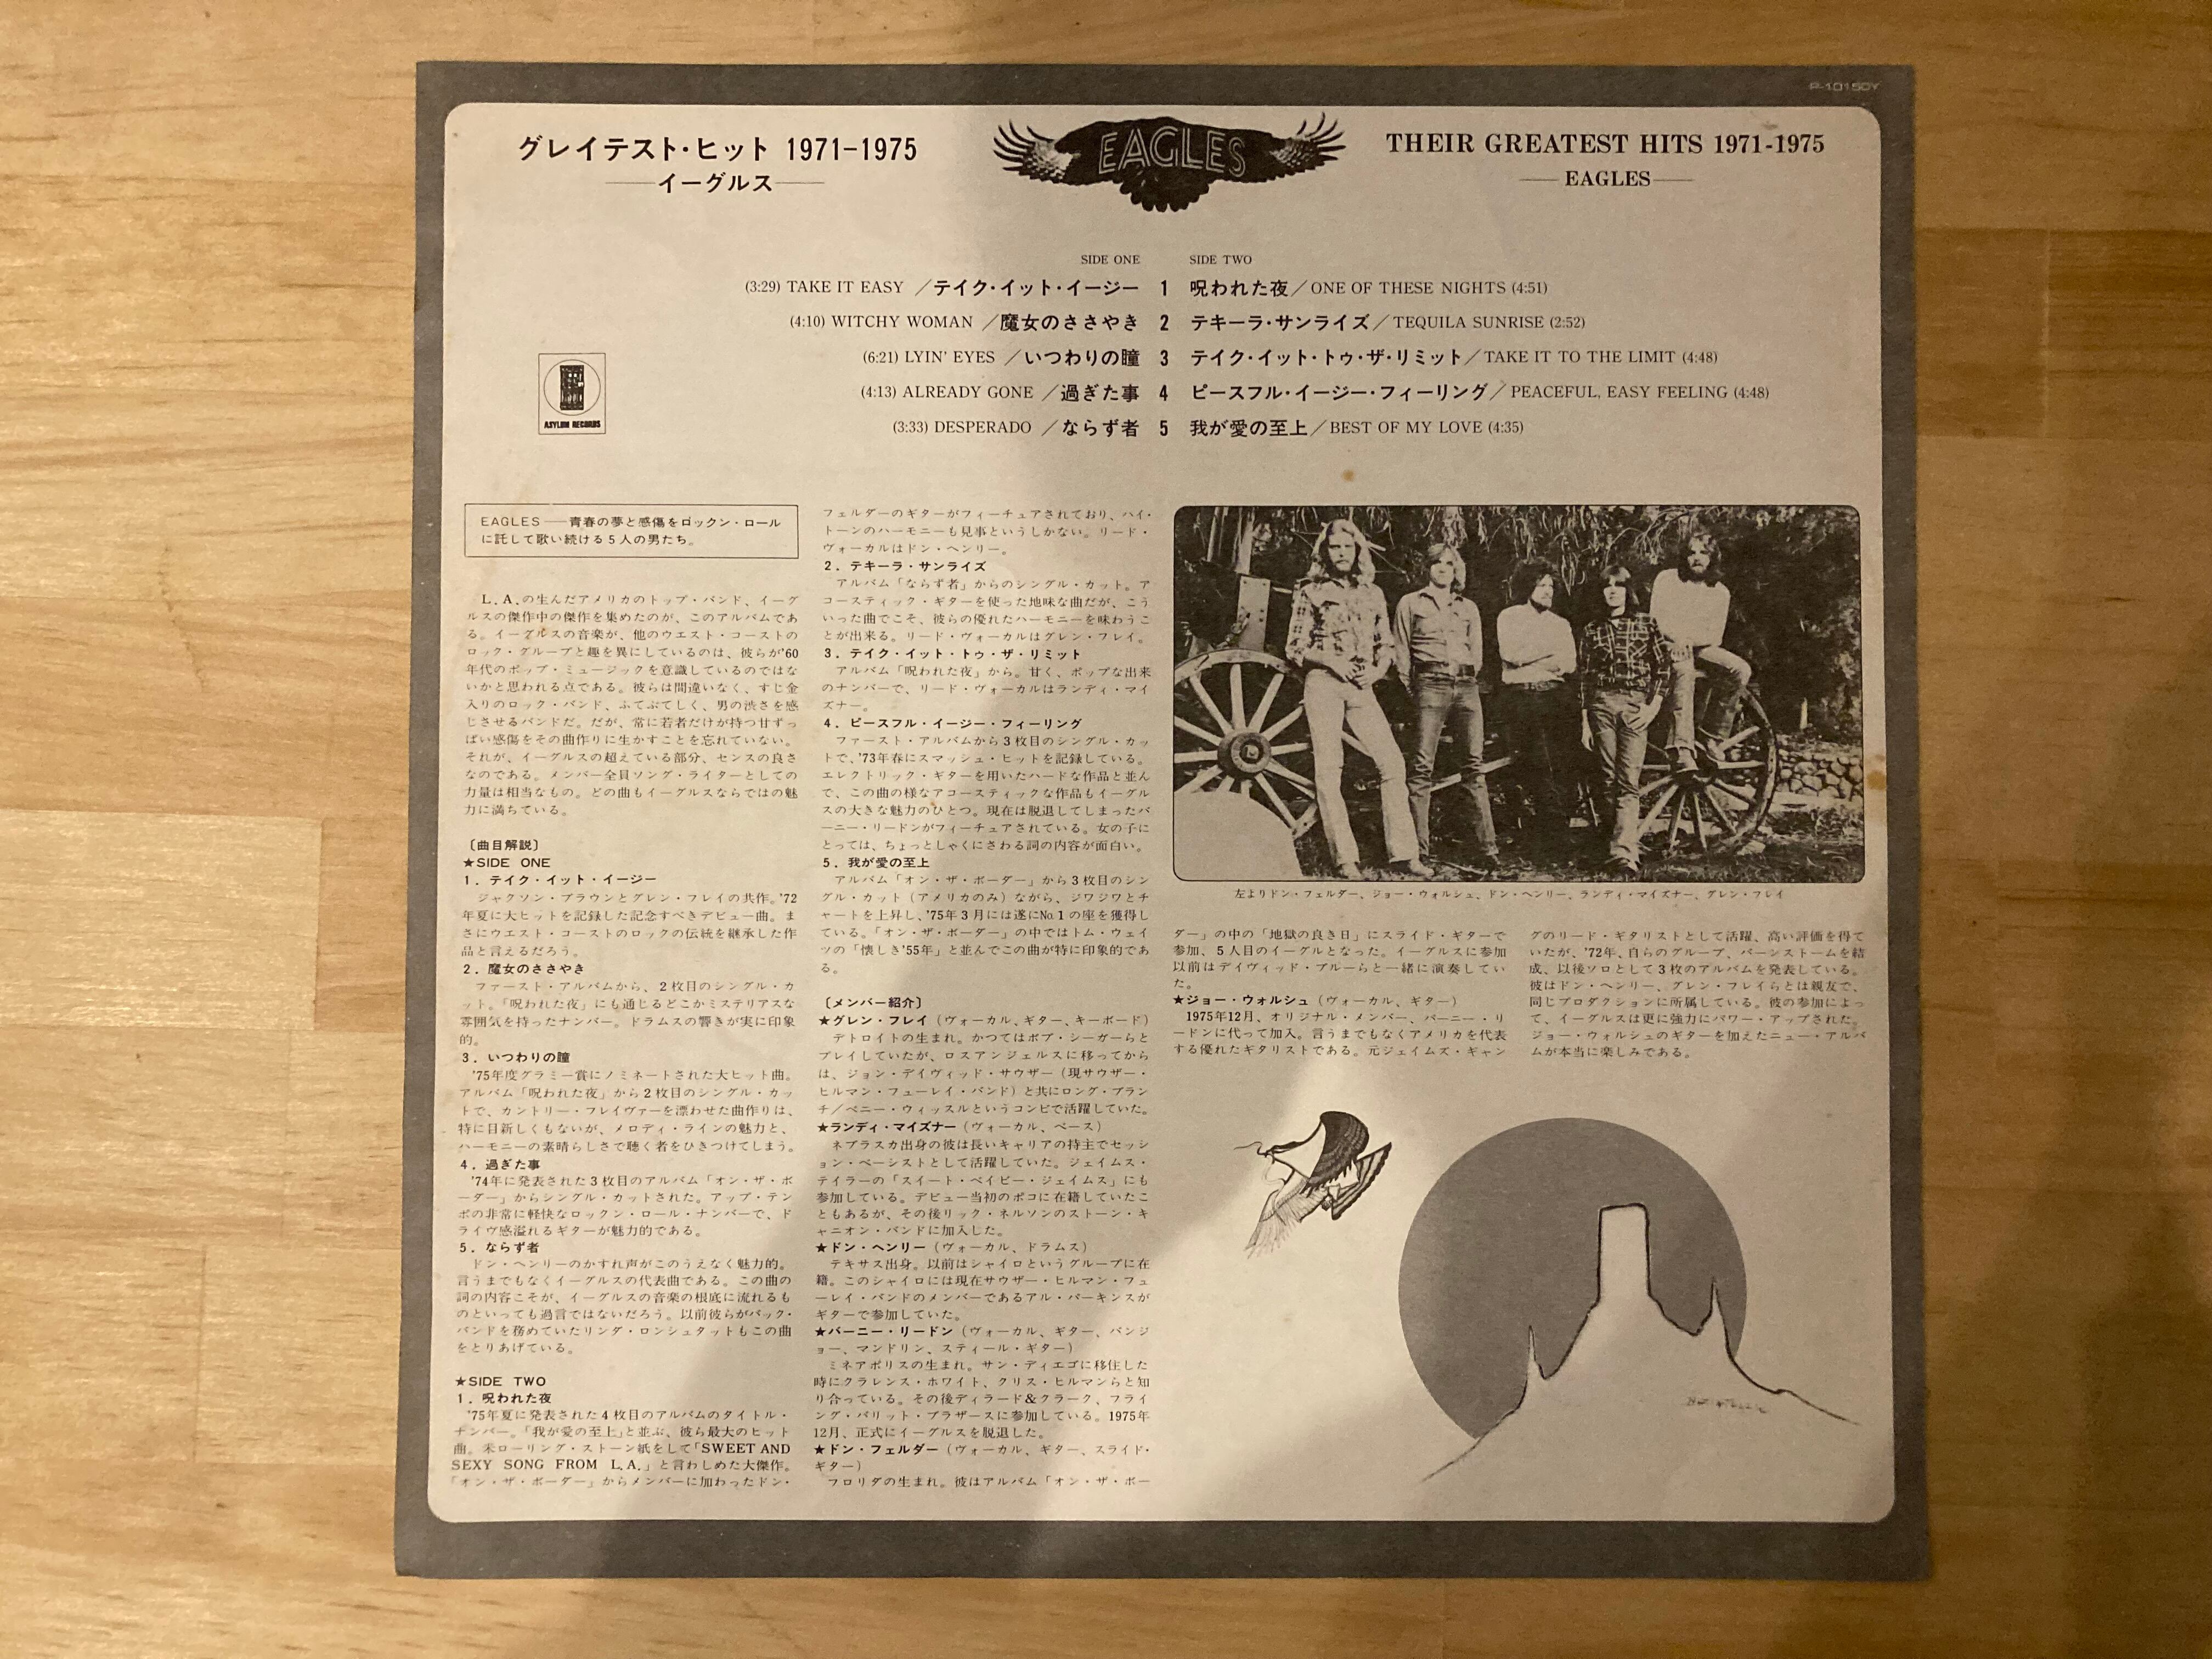 P-10150Y
グレイテスト・ヒット 1971-1975
イーグルス
EAGLES
THEIR GREATEST HITS 1971-1975
EAGLES
SIDE ONE
(3:29) TAKE IT EASY ／テイク・イット・イージー 1
(4:10) WITCHY WOMAN ／魔女のささやき 2
(6:21) LYIN' EYES ／いつわりの瞳 3
(4:13) ALREADY GONE ／過ぎた事 4
(3:33) DESPERADO ／ならず者 5
SIDE TWO
呪われた夜／ONE OF THESE NIGHTS (4:51)
テキーラ・サンライズ／TEQUILA SUNRISE (2:52)
テイク・イット・トゥ・ザ・リミット／TAKE IT TO THE LIMIT (4:48)
ピースフル・イージー・フィーリング／PEACEFUL, EASY FEELING (4:48)
我が愛の至上／BEST OF MY LOVE (4:35)
ASYLUM RECORDS
EAGLES──青春の夢と感傷をロックン・ロール
に託して歌い続ける5人の男たち。
L.A.の生んだアメリカのトップ・バンド、イーグ
ルスの傑作中の傑作を集めたのが、このアルバムであ
る。イーグルスの音楽が、他のウエスト・コーストの
ロック・グループと趣を異にしているのは、彼らが'60
年代のポップ・ミュージックを意識しているのではな
いかと思われる点である。彼らは間違いなく、すじ金
入りのロック・バンド、ふてぶてしく、男の渋さを感
じさせるバンドだ。だが、常に若者だけが持つ甘ずっ
ぱい感傷をその曲作りに生かすことを忘れていない。
それが、イーグルスの超えている部分、センスの良さ
なのである。メンバー全員ソング・ライターとしての
力量は相当なもの。どの曲もイーグルスならではの魅
力に満ちている。
〔曲目解説〕
★SIDE ONE
1．テイク・イット・イージー
ジャクソン・ブラウンとグレン・フレイの共作。'72
年夏に大ヒットを記録した記念すべきデビュー曲。ま
さにウエスト・コーストのロックの伝統を継承した作
品と言えるだろう。
2．魔女のささやき
ファースト・アルバムから、2枚目のシングル・カ
ット。「呪われた夜」にも通じるどこかミステリアスな
雰囲気を持ったナンバー。ドラムスの響きが実に印象
的。
3．いつわりの瞳
'75年度グラミー賞にノミネートされた大ヒット曲。
アルバム「呪われた夜」から2枚目のシングル・カッ
トで、カントリー・フレイヴァーを漂わせた曲作りは、
特に目新しくもないが、メロディ・ラインの魅力と、
ハーモニーの素晴らしさで聴く者をひきつけてしまう。
4．過ぎた事
'74年に発表された3枚目のアルバム「オン・ザ・ボ
ーダー」からシングル・カットされた。アップ・テン
ポの非常に軽快なロックン・ロール・ナンバーで、ド
ライヴ感溢れるギターが魅力的である。
5．ならず者
ドン・ヘンリーのかすれ声がこのうえなく魅力的。
言うまでもなくイーグルスの代表曲である。この曲の
詞の内容こそが、イーグルスの音楽の根底に流れるも
のといっても過言ではないだろう。以前彼らがバック・
バンドを務めていたリンダ・ロンシュタットもこの曲
をとりあげている。
★SIDE TWO
1．呪われた夜
'75年夏に発表された4枚目のアルバムのタイトル・
ナンバー。「我が愛の至上」と並ぶ、彼ら最大のヒット
曲。米ローリング・ストーン紙をして「SWEET AND
SEXY SONG FROM L.A.」と言わしめた大傑作。
「オン・ザ・ボーダー」からメンバーに加わったドン・
フェルダーのギターがフィーチュアされており、ハイ・
トーンのハーモニーも見事というしかない。リード・
ヴォーカルはドン・ヘンリー。
2．テキーラ・サンライズ
アルバム「ならず者」からのシングル・カット。ア
コースティック・ギターを使った地味な曲だが、こう
いった曲でこそ、彼らの優れたハーモニーを味わうこ
とが出来る。リード・ヴォーカルはグレン・フレイ。
3．テイク・イット・トゥ・ザ・リミット
アルバム「呪われた夜」から。甘く、ポップな出来
のナンバーで、リード・ヴォーカルはランディ・マイ
ズナー。
4．ピースフル・イージー・フィーリング
ファースト・アルバムから3枚目のシングル・カッ
トで、'73年春にスマッシュ・ヒットを記録している。
エレクトリック・ギターを用いたハードな作品と並ん
で、この曲の様なアコースティックな作品もイーグル
スの大きな魅力のひとつ。現在は脱退してしまったバ
ーニー・リードンがフィーチュアされている。女の子に
とっては、ちょっとしゃくにさわる詞の内容が面白い。
5．我が愛の至上
アルバム「オン・ザ・ボーダー」から3枚目のシン
グル・カット（アメリカのみ）ながら、ジワジワとチ
ャートを上昇し、'75年3月には遂にNo.1の座を獲得し
ている。「オン・ザ・ボーダー」の中ではトム・ウェイ
ツの「懐しき'55年」と並んでこの曲が特に印象的であ
る。
〔メンバー紹介〕
★グレン・フレイ（ヴォーカル、ギター、キーボード）
デトロイトの生まれ。かつてはボブ・シーガーらと
プレイしていたが、ロスアンジェルスに移ってから
は、ジョン・デイヴィッド・サウザー（現サウザー・
ヒルマン・フューレイ・バンド）と共にロング・ブラン
チ／ペニー・ウィッスルというコンビで活躍していた。
★ランディ・マイズナー（ヴォーカル、ベース）
ネブラスカ出身の彼は長いキャリアの持主でセッシ
ョン・ベーシストとして活躍していた。ジェイムス・
テイラーの「スイート・ベイビー・ジェイムス」にも
参加している。デビュー当初のポコに在籍していたこ
ともあるが、その後リック・ネルソンのストーン・キ
ャニオン・バンドに加入した。
★ドン・ヘンリー（ヴォーカル、ドラムス）
テキサス出身。以前はシャイロというグループに在
籍。このシャイロには現在サウザー・ヒルマン・フュ
ーレイ・バンドのメンバーであるアル・パーキンスが
ギターで参加していた。
★バーニー・リードン（ヴォーカル、ギター、バンジ
ョー、マンドリン、スティール・ギター）
ミネアポリスの生まれ。サン・ディエゴに移住した
時にクラレンス・ホワイト、クリス・ヒルマンらと知
り合っている。その後ディラード&クラーク、フライ
ング・バリット・ブラザースに参加している。1975年
12月、正式にイーグルスを脱退した。
★ドン・フェルダー（ヴォーカル、ギター、スライド・
ギター）
フロリダの生まれ。彼はアルバム「オン・ザ・ボー
左よりドン・フェルダー、ジョー・ウォルシュ、ドン・ヘンリー、ランディ・マイズナー、グレン・フレイ
ダー」の中の「地獄の良き日」にスライド・ギターで
参加、5人目のイーグルとなった。イーグルスに参加
以前はデイヴィッド・ブルーらと一緒に演奏してい
た。
★ジョー・ウォルシュ（ヴォーカル、ギター）
1975年12月、オリジナル・メンバー、バーニー・リ
ードンに代って加入。言うまでもなくアメリカを代表
する優れたギタリストである。元ジェイムズ・ギャン
グのリード・ギタリストとして活躍、高い評価を得て
いたが、'72年、自らのグループ、バーンストームを結
成、以後ソロとして3枚のアルバムを発表している。
彼はドン・ヘンリー、グレン・フレイらとは親友で、
同じプロダクションに所属している。彼の参加によっ
て、イーグルスは更に強力にパワー・アップされた。
ジョー・ウォルシュのギターを加えたニュー・アルバ
ムが本当に楽しみである。